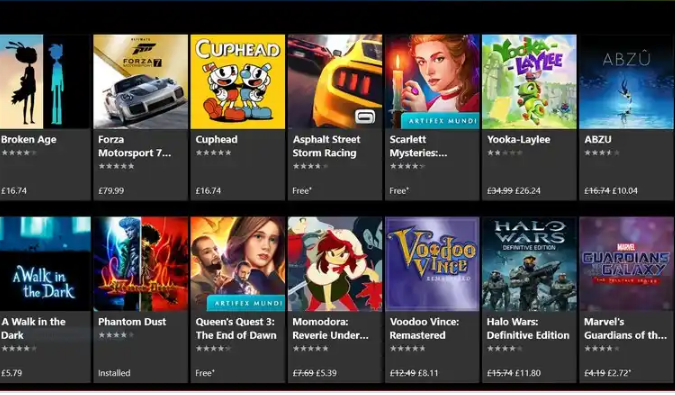 ULTIMATE
FORZA
MOTORSPORT 7
CUPHEAD
ARTIFEX MUNDI
YOOKA-
LAYLEE
ABZÛ
Broken Age
Forza
Motorsport 7...
Cuphead
Asphalt Street
Storm Racing
Scarlett
Mysteries:...
Yooka-Laylee
ABZU
£16.74
£79.99
£16.74
Free*
Free*
£34.99 £26.24
£16.74 £10.04
A WaLk in
the DaRk
Phantom Dust
ARTIFEX MUNDI
Voodoo
Vince
REMASTERED
HALO
WARS
DEFINITIVE EDITION
MARVEL
GUARDIANS
OF THE
GALAXY
THE TELLTALE SERIES
A Walk in the
Dark
Phantom Dust
Queen's Quest 3:
The End of Dawn
Momodora:
Reverie Under...
Voodoo Vince:
Remastered
Halo Wars:
Definitive Edition
Marvel's
Guardians of th...
£5.79
Installed
Free*
£7.69 £5.39
£12.49 £8.11
£15.74 £11.80
£4.19 £2.72*